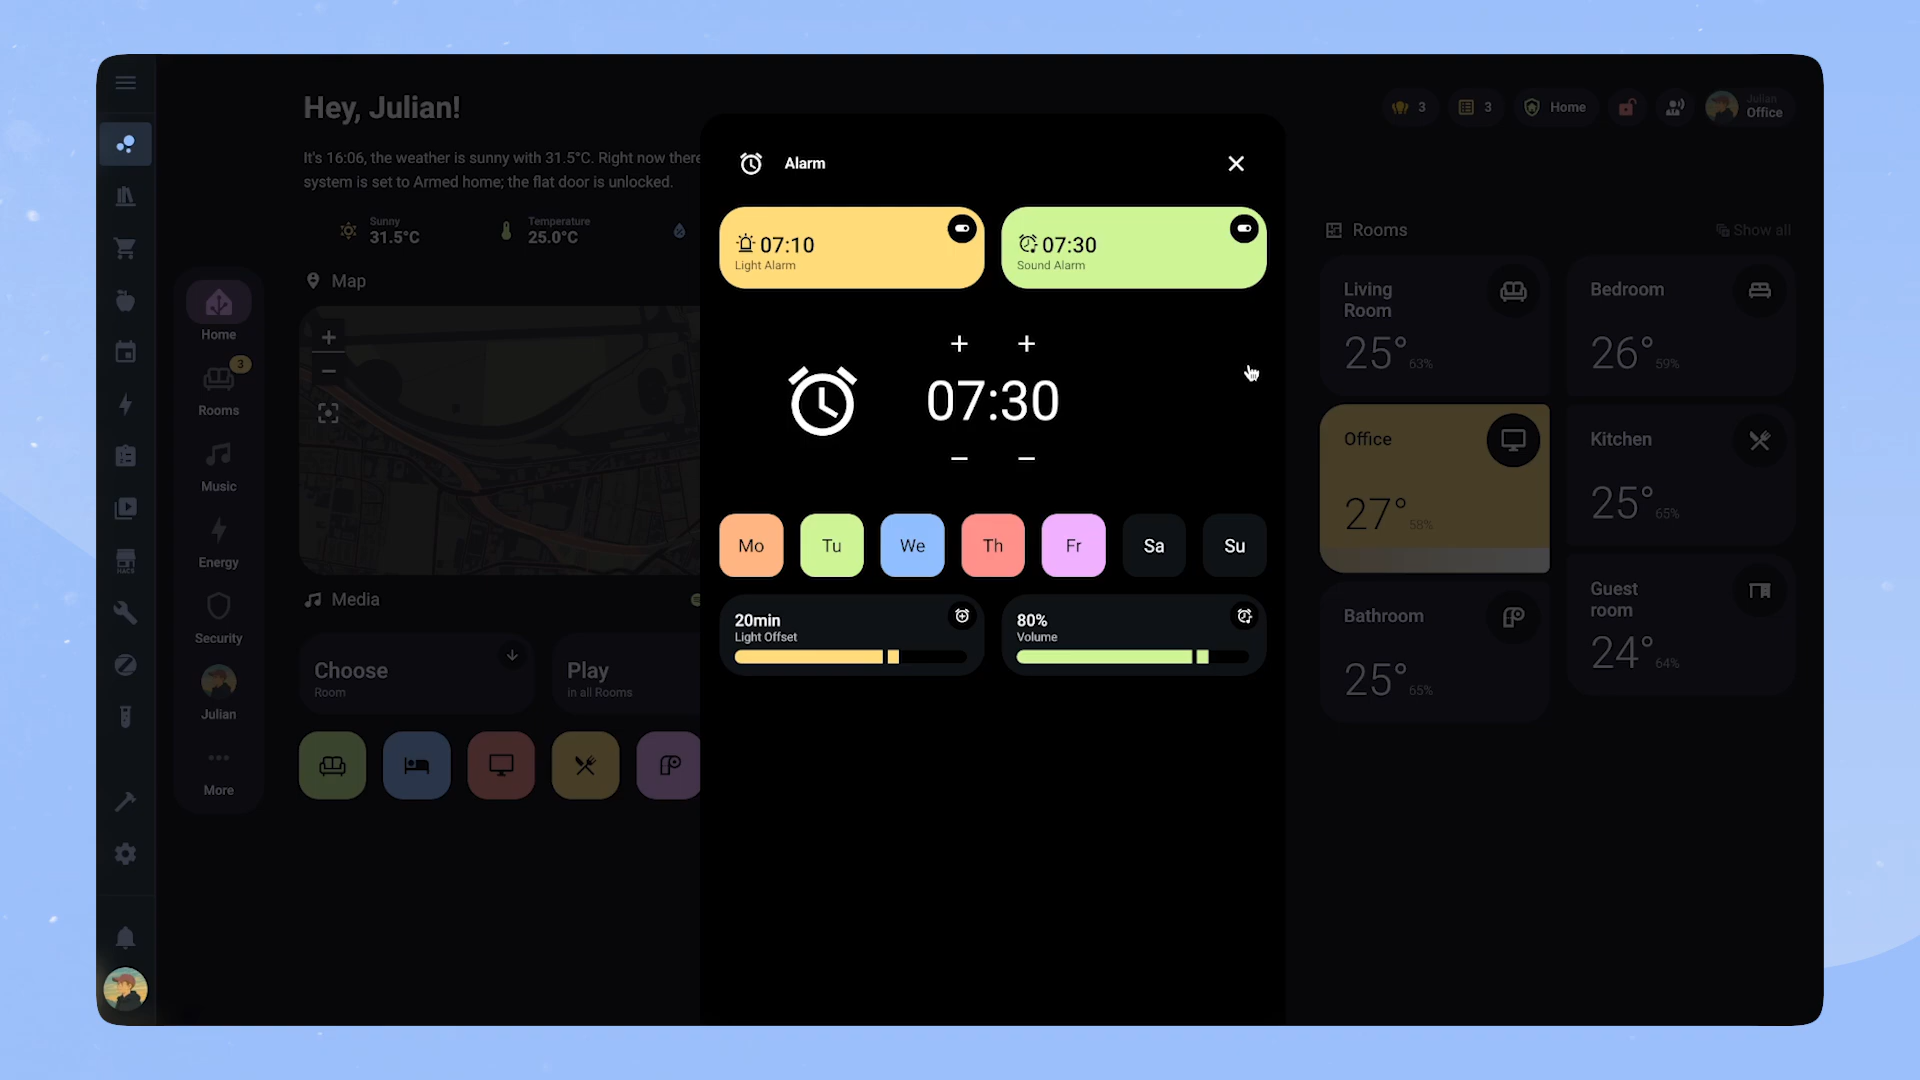 Hey, Julian!
It's 16:06, the weather is sunny with 31.5°C. Right now there
system is set to Armed home; the flat door is unlocked.
Sunny
31.5°C
Temperature
25.0°C
3
3
Home
Julian
Office
HACS
Home
3
Rooms
Music
Energy
Security
Julian
More
Map
Media
Choose
Room
Play
in all Rooms
Alarm
07:10
Light Alarm
07:30
Sound Alarm
07:30
Mo
Tu
We
Th
Fr
Sa
Su
20min
Light Offset
80%
Volume
Rooms
Show all
Living
Room
25° 63%
Bedroom
26° 59%
Office
27° 58%
Kitchen
25° 65%
Bathroom
25° 65%
Guest
room
24° 64%